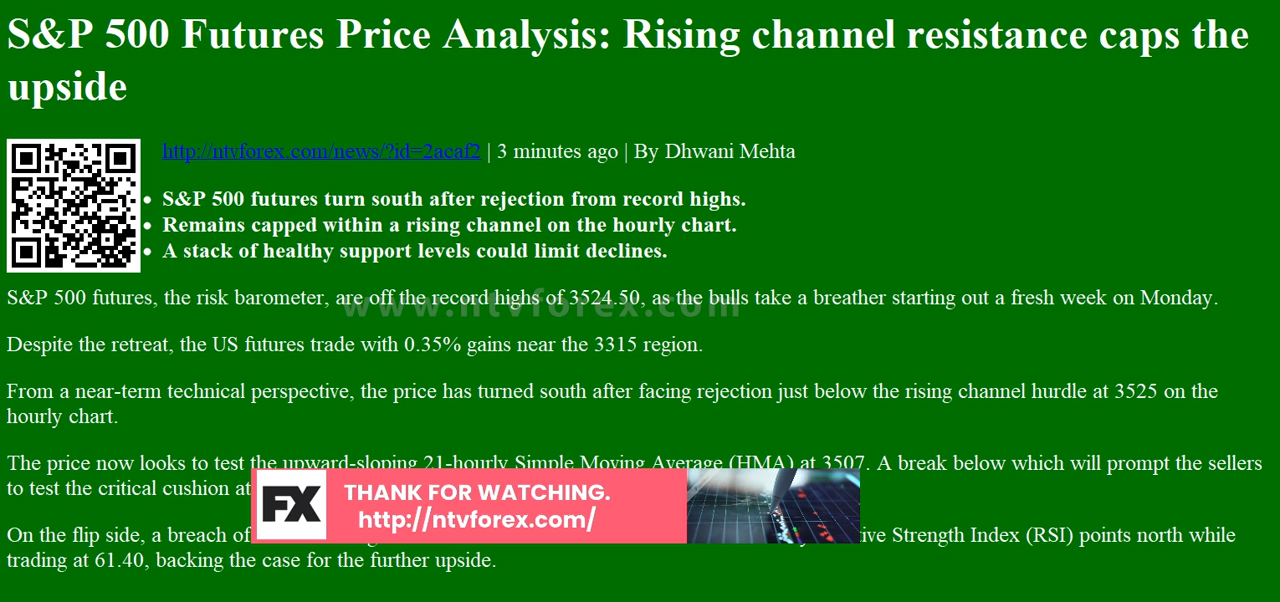 S&P 500 Futures Price Analysis: Rising channel resistance caps the
upside
http://ntvforex.com/news/?id=2acaf2 | 3 minutes ago | By Dhwani Mehta
S&P 500 futures turn south after rejection from record highs.
Remains capped within a rising channel on the hourly chart.
A stack of healthy support levels could limit declines.
S&P 500 futures, the risk barometer, are off the record highs of 3524.50, as the bulls take a breather starting out a fresh week on Monday.
www.ntvforex.com
Despite the retreat, the US futures trade with 0.35% gains near the 3315 region.
From a near-term technical perspective, the price has turned south after facing rejection just below the rising channel hurdle at 3525 on the
hourly chart.
The price now looks to test the upward-sloping 21-hourly Simple Moving Average (HMA) at 3507. A break below which will prompt the sellers
to test the critical cushion at
FX
THANK FOR WATCHING.
http://ntvforex.com/
On the flip side, a breach of Strength Index (RSI) points north while
trading at 61.40, backing the case for the further upside.